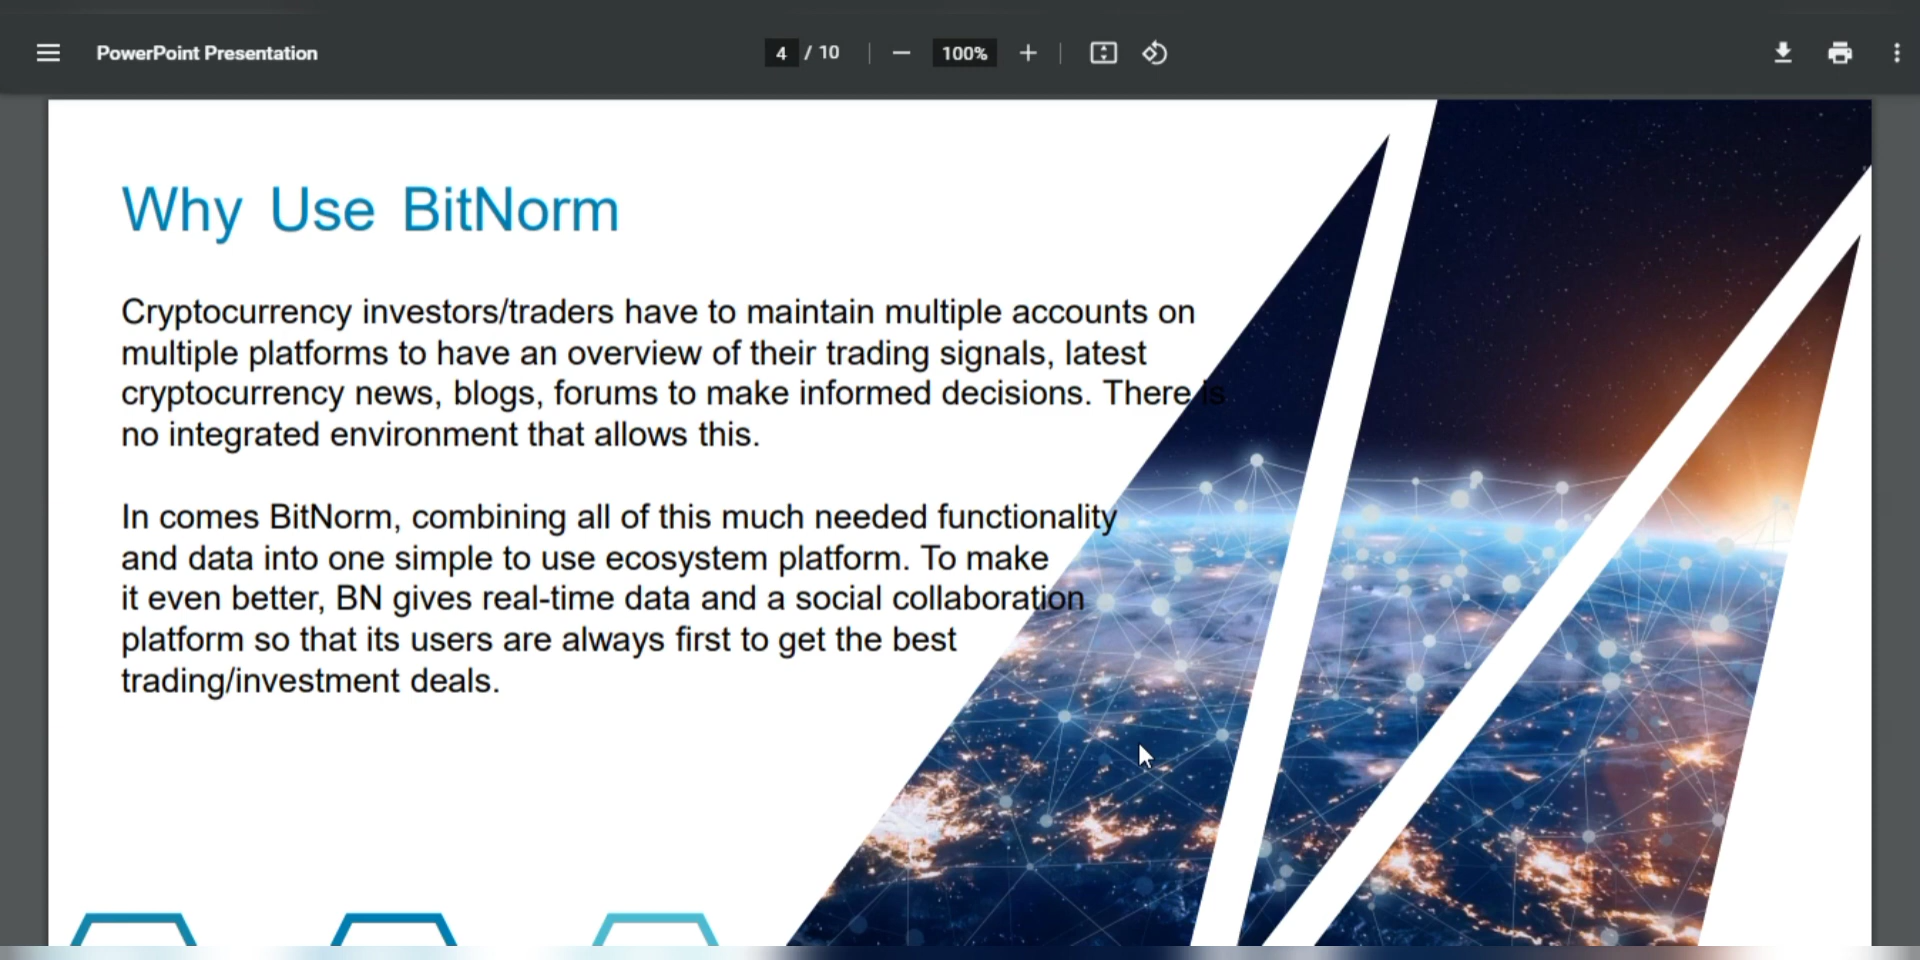 PowerPoint Presentation
4 / 10
100%
Why Use BitNorm
Cryptocurrency investors/traders have to maintain multiple accounts on
multiple platforms to have an overview of their trading signals, latest
cryptocurrency news, blogs, forums to make informed decisions. There is
no integrated environment that allows this.
In comes BitNorm, combining all of this much needed functionality
and data into one simple to use ecosystem platform. To make
it even better, BN gives real-time data and a social collaboration
platform so that its users are always first to get the best
trading/investment deals.